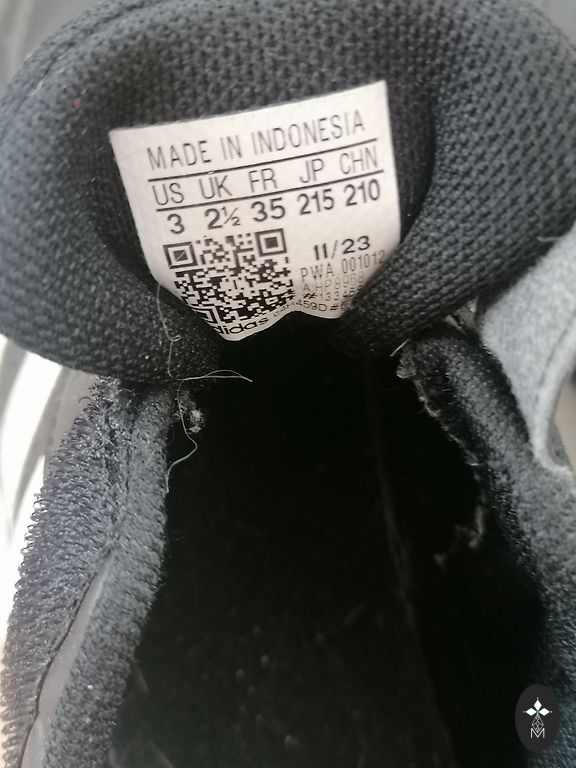 MADE IN INDONESIA
US UK FR JP CHN
3 2½ 35 215 210
11/23
PWA 001012
adidas
M